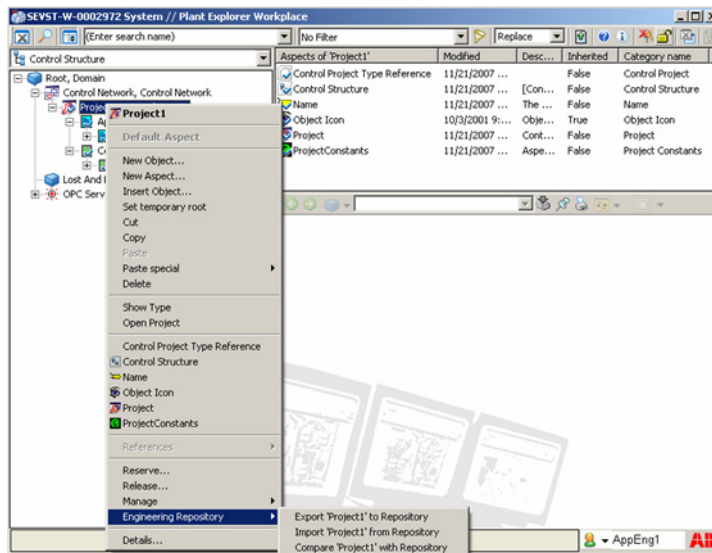 SEVST-W-0002972 System // Plant Explorer Workplace
(Enter search name)
No Filter
Replace
Control Structure
Aspects of 'Project1'
Modified
Desc...
Inherited
Category name
Root, Domain
Control Network, Control Network
Projec
Lost And
OPC Serv
Control Project Type Reference 11/21/2007 ... False Control Project
Control Structure 11/21/2007 ... [Con... False Control Structure
Name 11/21/2007 ... The ... False Name
Object Icon 10/3/2001 9:... Obje... True Object Icon
Project 11/21/2007 ... Cont... False Project
ProjectConstants 11/21/2007 ... Aspe... False Project Constants
Project1
Default Aspect
New Object...
New Aspect...
Insert Object...
Set temporary root
Cut
Copy
Paste
Paste special
Delete
Show Type
Open Project
Control Project Type Reference
Control Structure
Name
Object Icon
Project
ProjectConstants
References
Reserve...
Release...
Manage
Engineering Repository
Details...
Export 'Project1' to Repository
Import 'Project1' from Repository
Compare 'Project1' with Repository
AppEng1